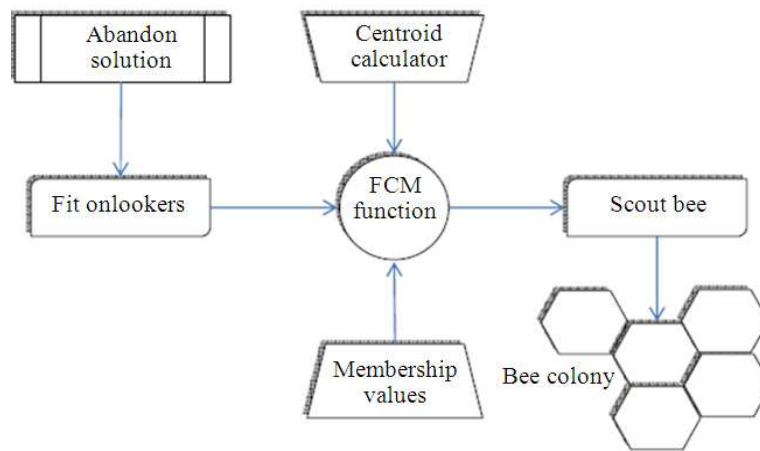 Abandon
solution
Centroid
calculator
Fit onlookers
FCM
function
Scout bee
Membership
values
Bee colony